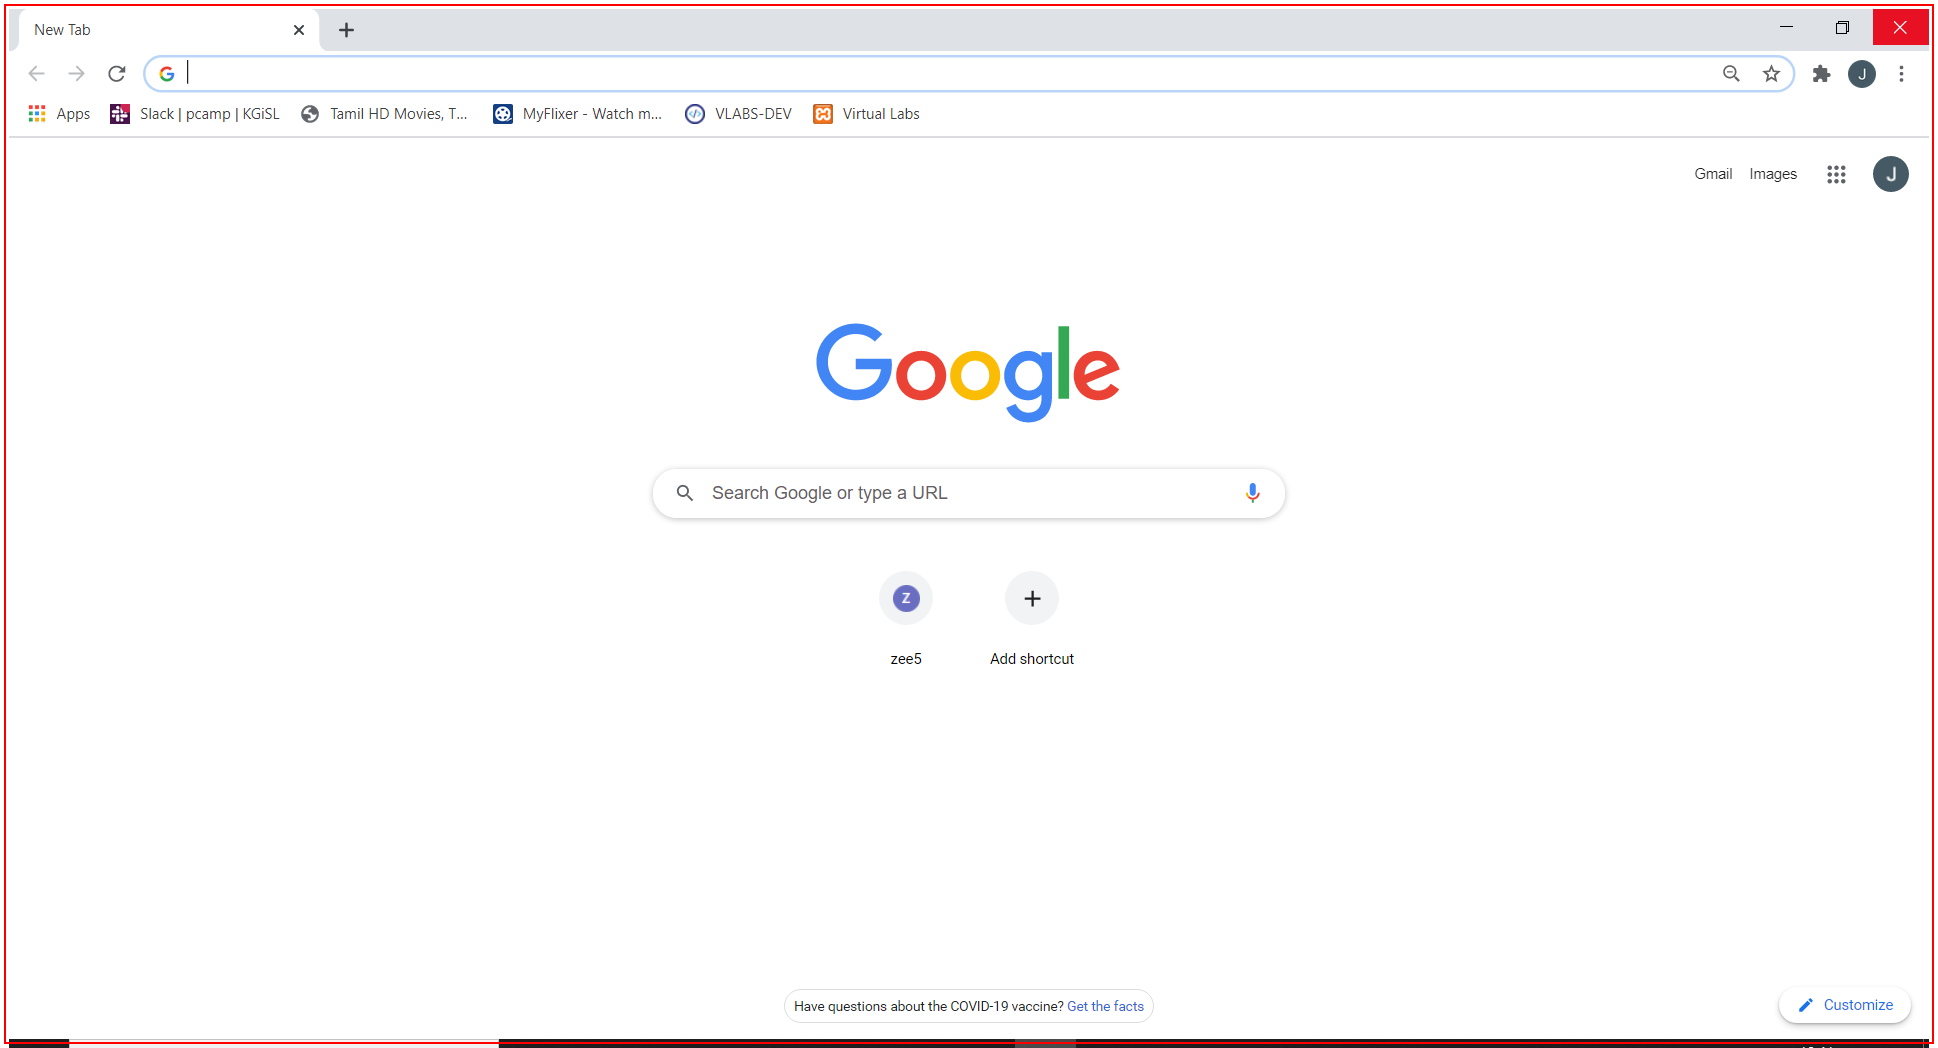 New Tab
Apps
Slack | pcamp | KGiSL
Tamil HD Movies, T...
MyFlixer - Watch m...
VLABS-DEV
Virtual Labs
J
Gmail
Images
J
Google
Search Google or type a URL
Z
zee5
Add shortcut
Have questions about the COVID-19 vaccine? Get the facts
Customize